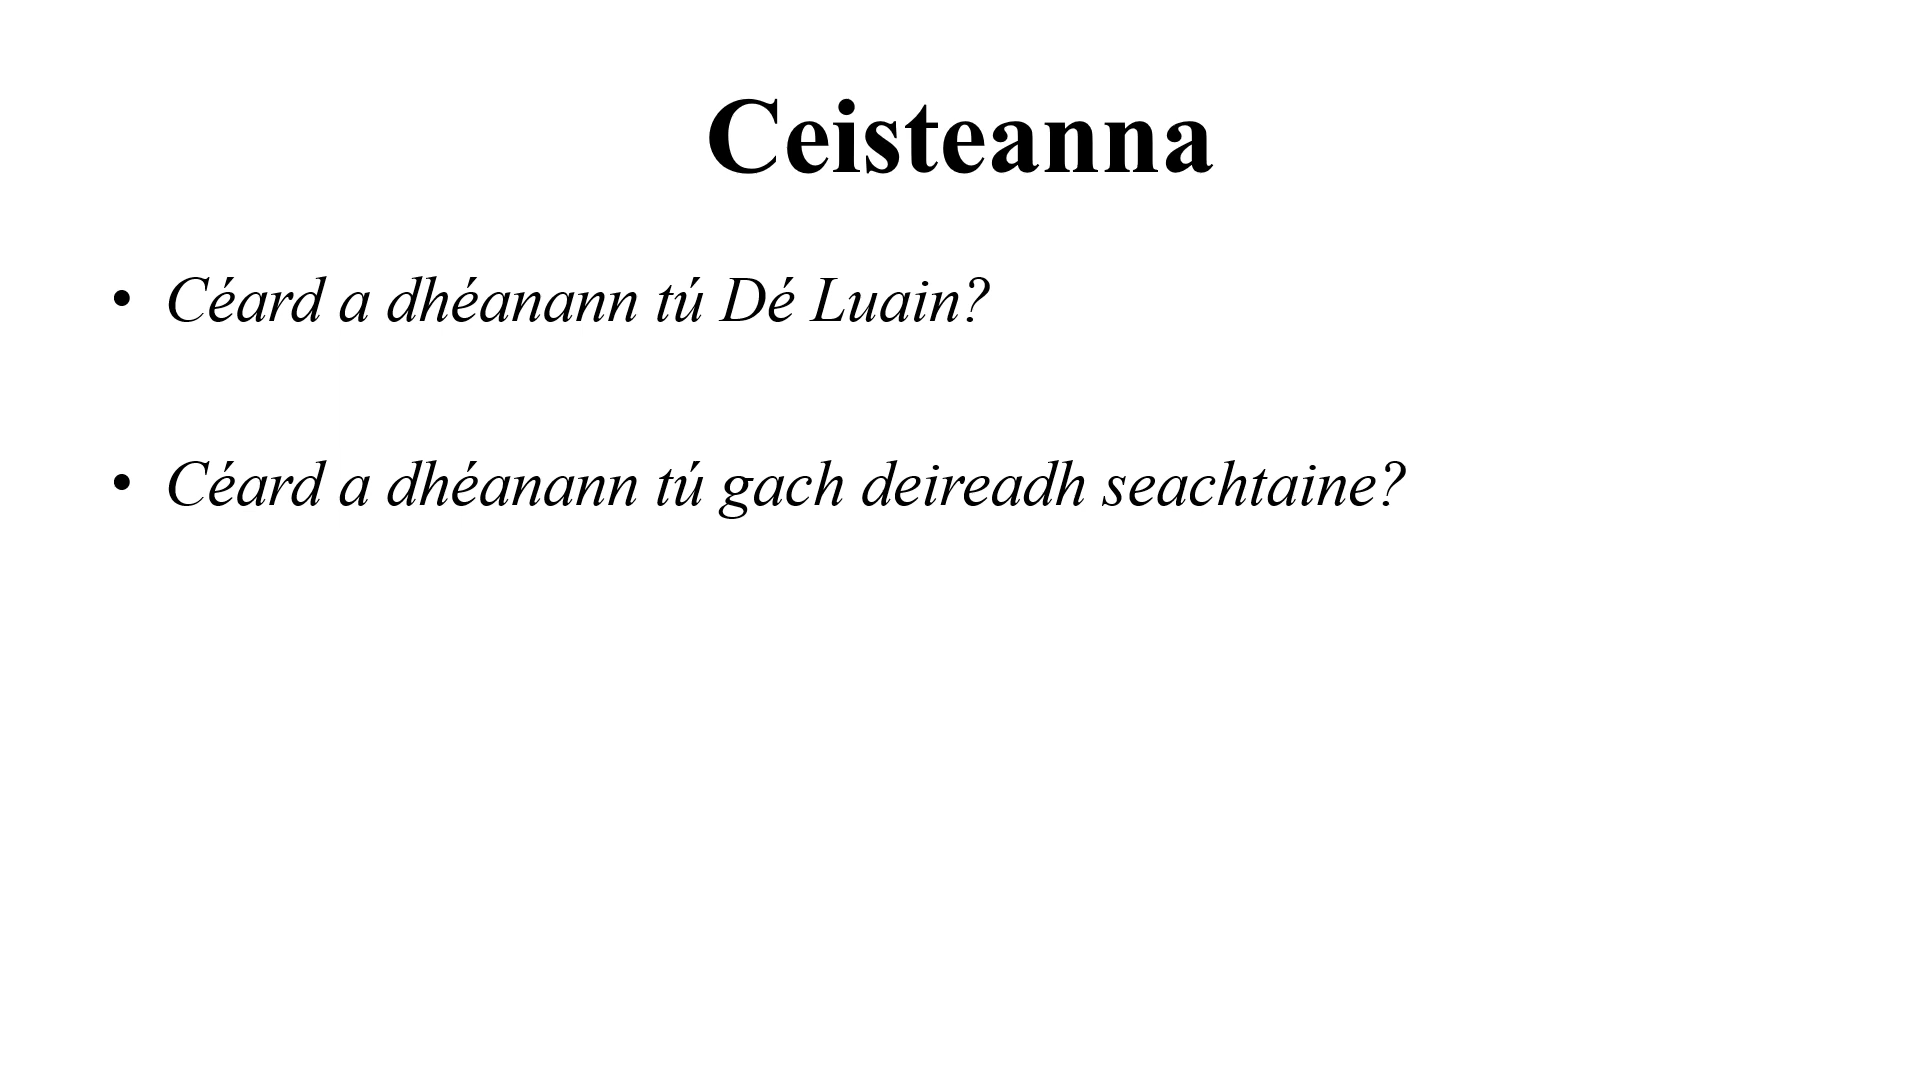 Ceisteanna
• Céard a dhéanann tú Dé Luain?
• Céard a dhéanann tú gach deireadh seachtaine?